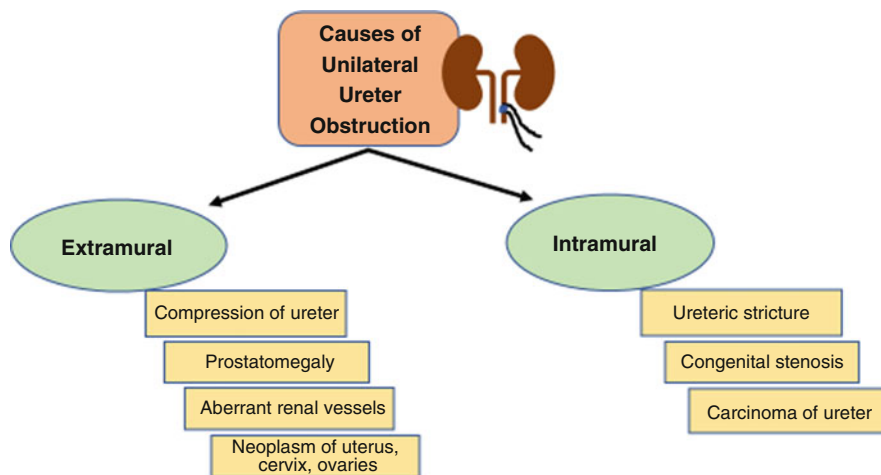 Causes of
Unilateral
Ureter
Obstruction
Extramural
Compression of ureter
Prostatomegaly
Aberrant renal vessels
Neoplasm of uterus,
cervix, ovaries
Intramural
Ureteric stricture
Congenital stenosis
Carcinoma of ureter